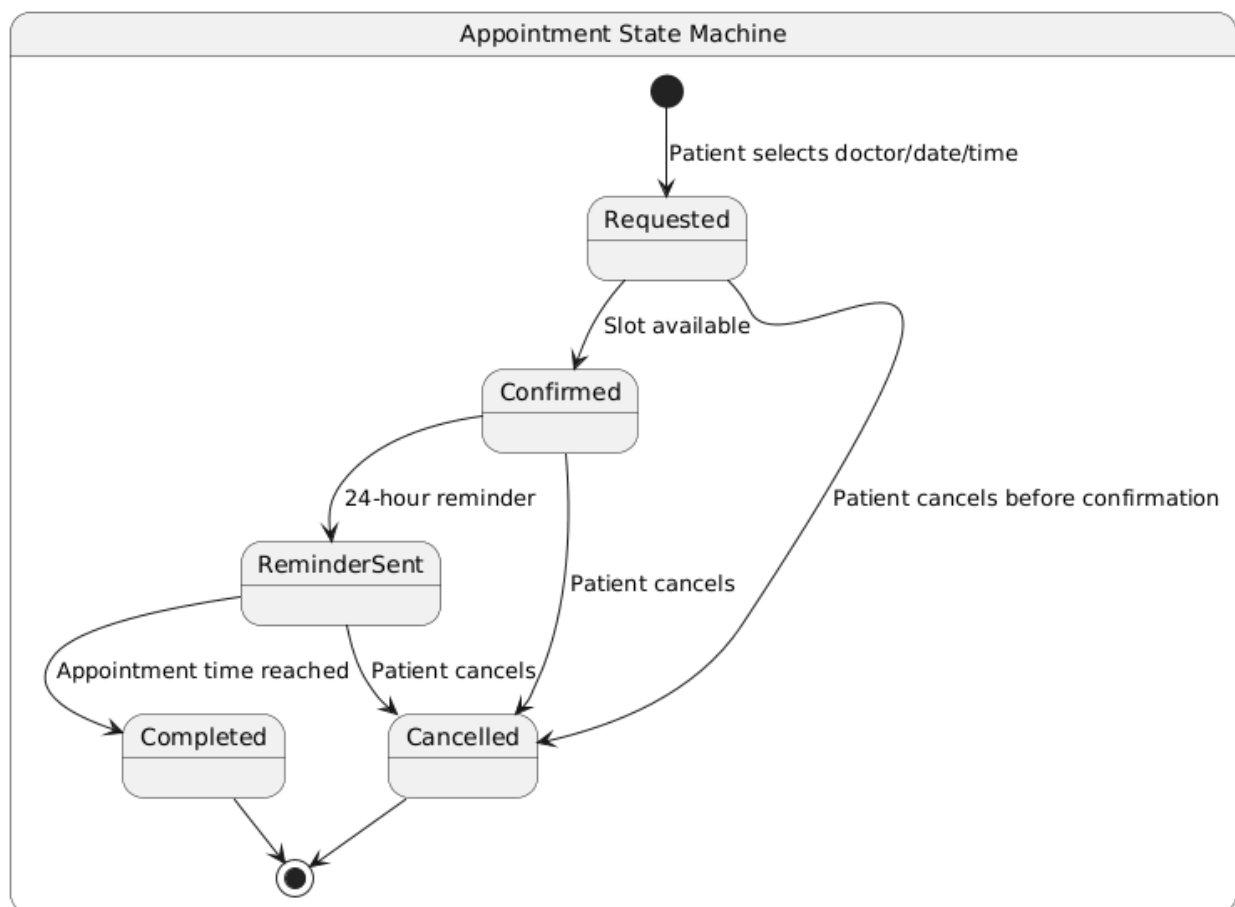 Appointment State Machine
Patient selects doctor/date/time
Requested
Slot available
Confirmed
24-hour reminder
Patient cancels before confirmation
ReminderSent
Patient cancels
Appointment time reached
Patient cancels
Completed
Cancelled